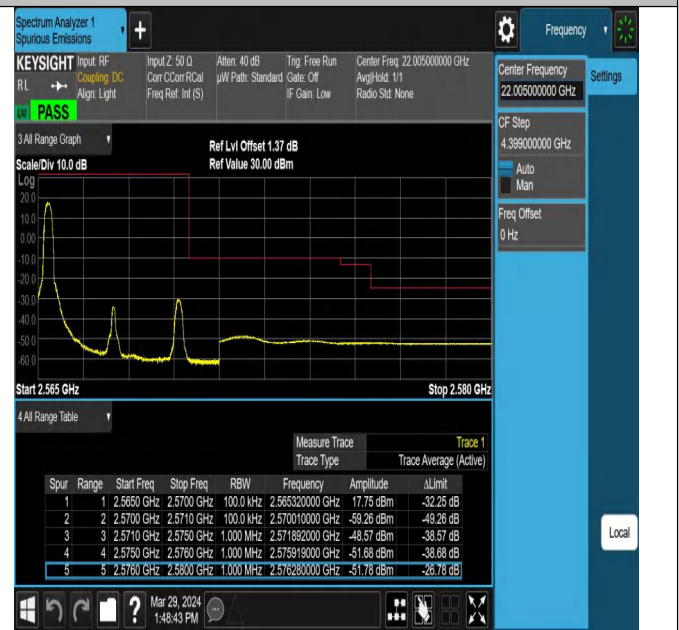 Spectrum Analyzer 1
Spurious Emissions
Frequency
KEYSIGHT
Input: RF
Input Z: 50 Ω
Atten: 40 dB
Trig: Free Run
Center Freq: 22.005000000 GHz
RL
Coupling: DC
Corr CCorr RCal
µW Path: Standard
Gate: Off
Avg|Hold: 1/1
Align: Light
Freq Ref: Int (S)
IF Gain: Low
Radio Std: None
PASS
Center Frequency
22.005000000 GHz
Settings
CF Step
4.399000000 GHz
Auto
Man
Freq Offset
0 Hz
3 All Range Graph
Ref Lvl Offset 1.37 dB
Scale/Div 10.0 dB
Ref Value 30.00 dBm
Log
20.0
10.0
0.00
-10.0
-20.0
-30.0
-40.0
-50.0
-60.0
Start 2.565 GHz
Stop 2.580 GHz
4 All Range Table
Measure Trace Trace 1
Trace Type Trace Average (Active)
Spur Range Start Freq Stop Freq RBW Frequency Amplitude ΔLimit
1 1 2.5650 GHz 2.5700 GHz 100.0 kHz 2.565320000 GHz 17.75 dBm -32.25 dB
2 2 2.5700 GHz 2.5710 GHz 100.0 kHz 2.570010000 GHz -59.26 dBm -49.26 dB
3 3 2.5710 GHz 2.5750 GHz 1.000 MHz 2.571892000 GHz -48.57 dBm -38.57 dB
4 4 2.5750 GHz 2.5760 GHz 1.000 MHz 2.575919000 GHz -51.68 dBm -38.68 dB
5 5 2.5760 GHz 2.5800 GHz 1.000 MHz 2.576280000 GHz -51.78 dBm -26.78 dB
Local
Mar 29, 2024
1:48:43 PM